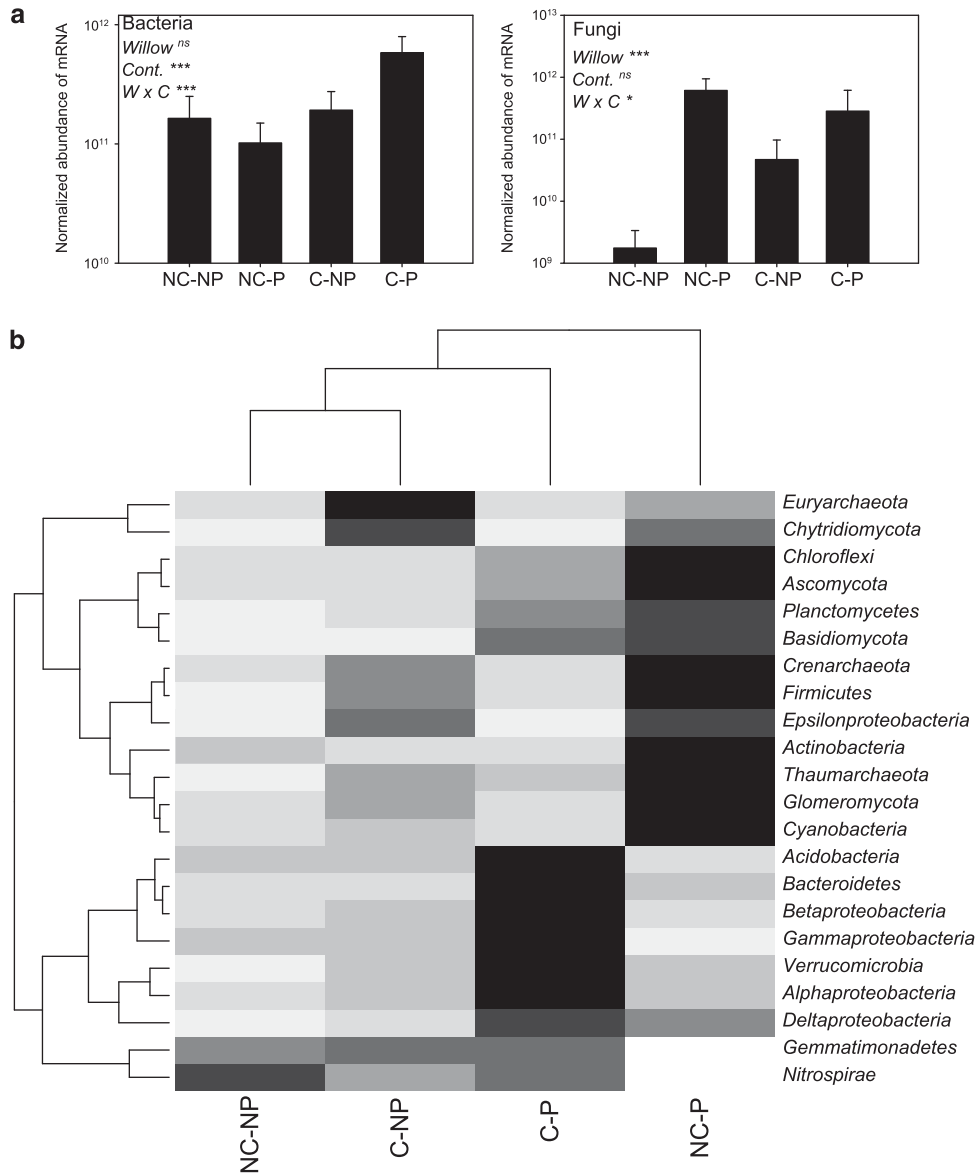 a
Normalized abundance of mRNA
10^12
10^11
10^10
Bacteria
Willow ns
Cont. ***
W x C ***
NC-NP NC-P C-NP C-P
Normalized abundance of mRNA
10^13
10^12
10^11
10^10
10^9
Fungi
Willow ***
Cont. ns
W x C *
NC-NP NC-P C-NP C-P
b
Euryarchaeota
Chytridiomycota
Chloroflexi
Ascomycota
Planctomycetes
Basidiomycota
Crenarchaeota
Firmicutes
Epsilonproteobacteria
Actinobacteria
Thaumarchaeota
Glomeromycota
Cyanobacteria
Acidobacteria
Bacteroidetes
Betaproteobacteria
Gammaproteobacteria
Verrucomicrobia
Alphaproteobacteria
Deltaproteobacteria
Gemmatimonadetes
Nitrospirae
NC-NP
C-NP
C-P
NC-P